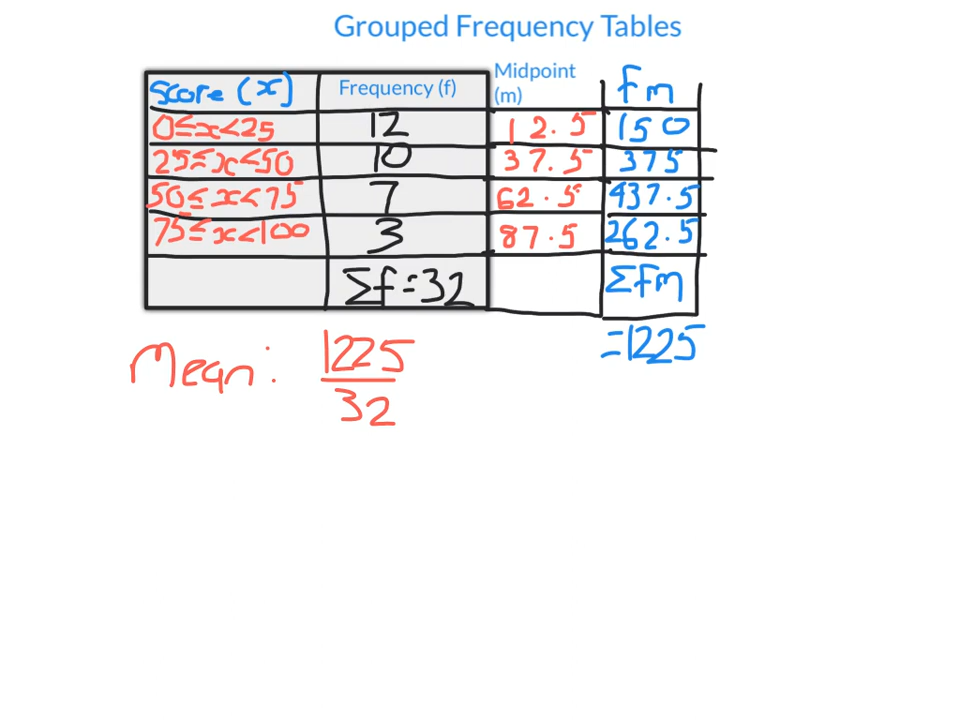 Grouped Frequency Tables
Score (x) Frequency (f) Midpoint (m) fm
0≤x<25 12 12.5 150
25≤x<50 10 37.5 375
50≤x<75 7 62.5 437.5
75≤x<100 3 87.5 262.5
Σf=32 Σfm
=1225
Mean: 1225
32